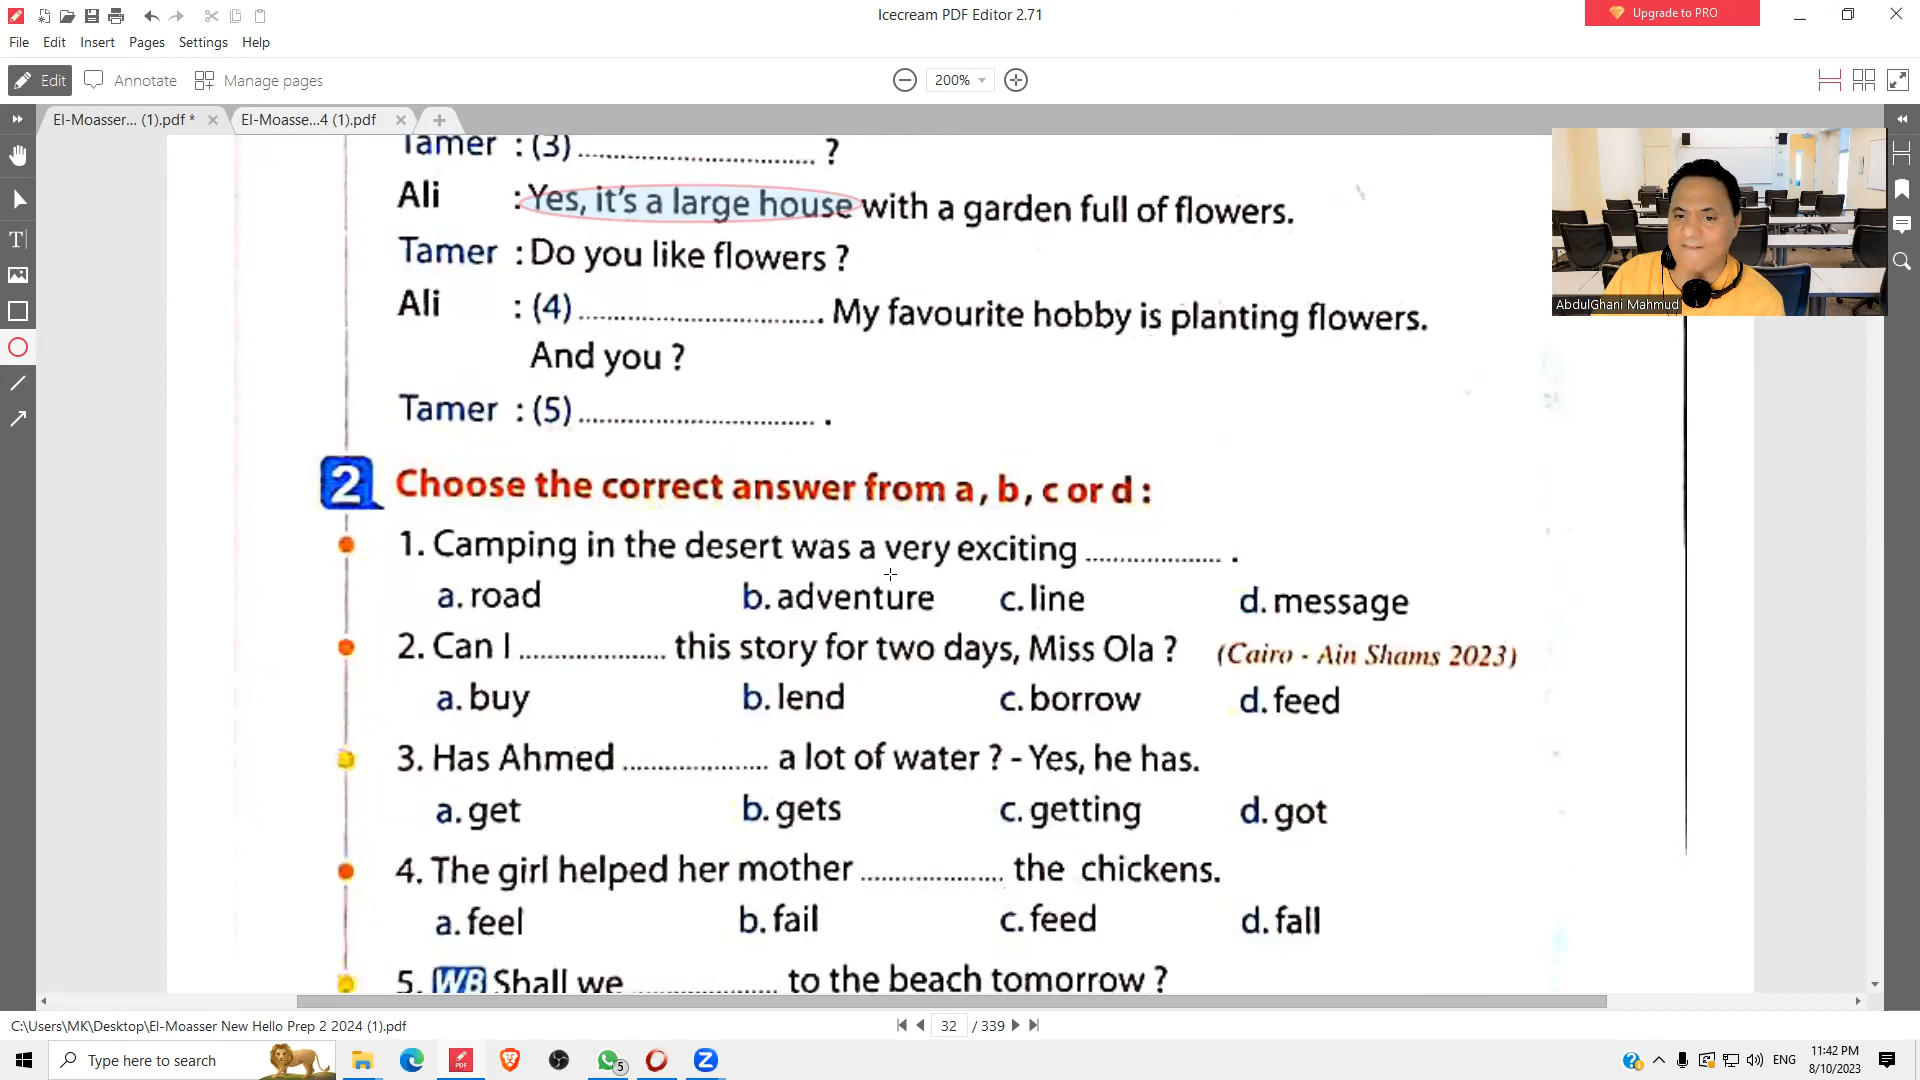 Icecream PDF Editor 2.71
Upgrade to PRO
File Edit Insert Pages Settings Help
Edit Annotate Manage pages
200%
El-Moasser... (1).pdf *
El-Moasse...4 (1).pdf
Tamer : (3) .............................. ?
Ali : Yes, it's a large house with a garden full of flowers.
Tamer : Do you like flowers ?
Ali : (4) .............................. . My favourite hobby is planting flowers.
And you ?
Tamer : (5) .............................. .
AbdulGhani Mahmud
2 Choose the correct answer from a, b, c or d :
1. Camping in the desert was a very exciting .................. .
a. road b. adventure c. line d. message
2. Can I .................. this story for two days, Miss Ola ? (Cairo - Ain Shams 2023)
a. buy b. lend c. borrow d. feed
3. Has Ahmed .................. a lot of water ? - Yes, he has.
a. get b. gets c. getting d. got
4. The girl helped her mother .................. the chickens.
a. feel b. fail c. feed d. fall
5. WB Shall we .................. to the beach tomorrow ?
C:\Users\MK\Desktop\El-Moasser New Hello Prep 2 2024 (1).pdf
32 / 339
Type here to search
PDF
5
ENG
11:42 PM
8/10/2023